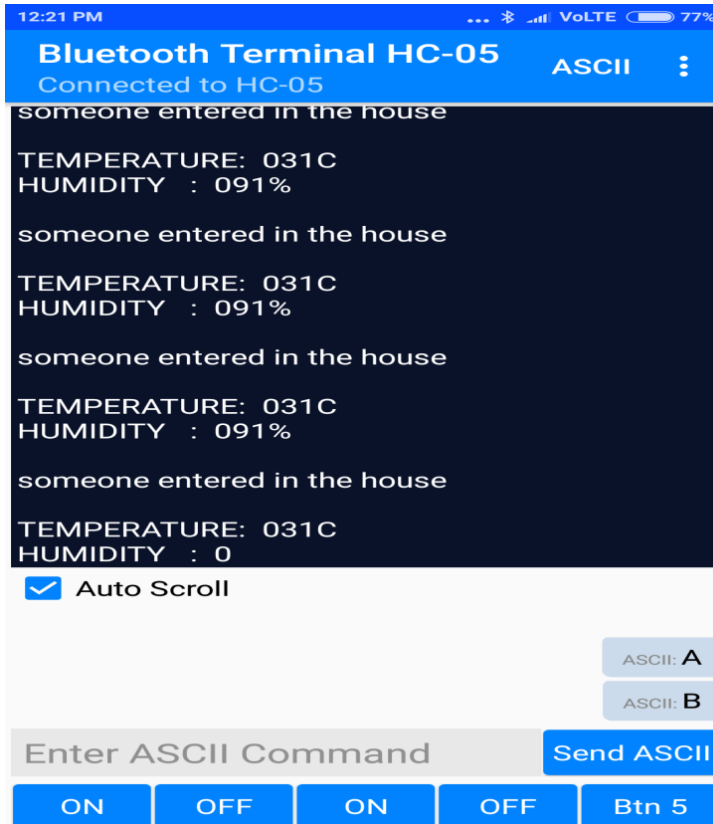 12:21 PM ... VoLTE 77%
Bluetooth Terminal HC-05
ASCII
Connected to HC-05
someone entered in the house
TEMPERATURE: 031C
HUMIDITY : 091%
someone entered in the house
TEMPERATURE: 031C
HUMIDITY : 091%
someone entered in the house
TEMPERATURE: 031C
HUMIDITY : 091%
someone entered in the house
TEMPERATURE: 031C
HUMIDITY : 0
Auto Scroll
ASCII: A
ASCII: B
Enter ASCII Command Send ASCII
ON OFF ON OFF Btn 5